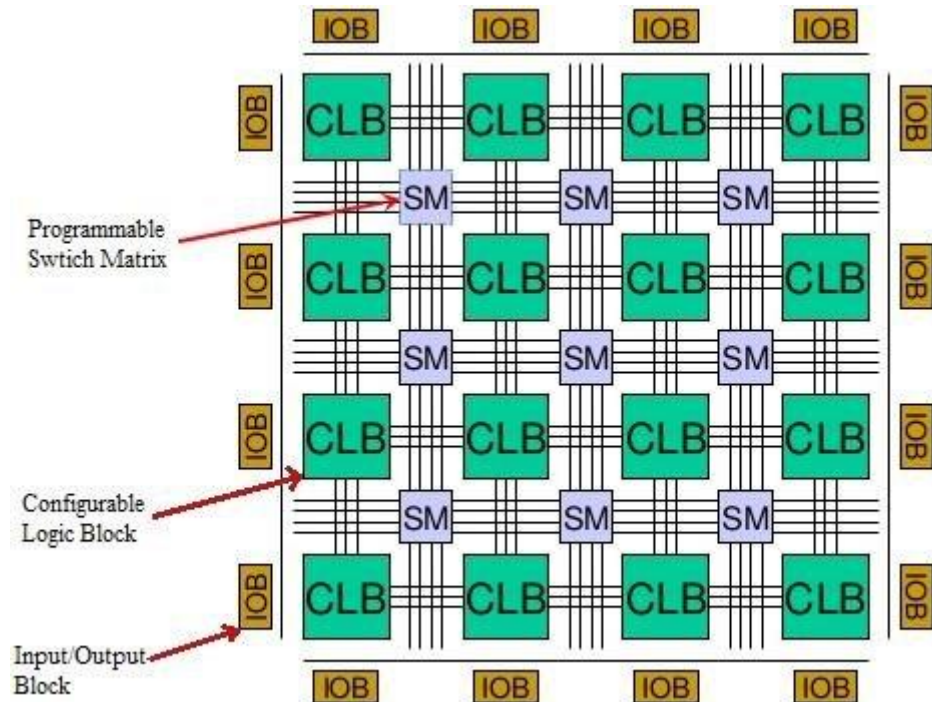 IOB IOB IOB IOB
IOB CLB CLB CLB CLB IOB
SM SM SM
Programmable
Swtich Matrix
IOB CLB CLB CLB CLB IOB
SM SM SM
IOB CLB CLB CLB CLB IOB
Configurable
Logic Block
SM SM SM
IOB CLB CLB CLB CLB IOB
Input/Output
Block
IOB IOB IOB IOB